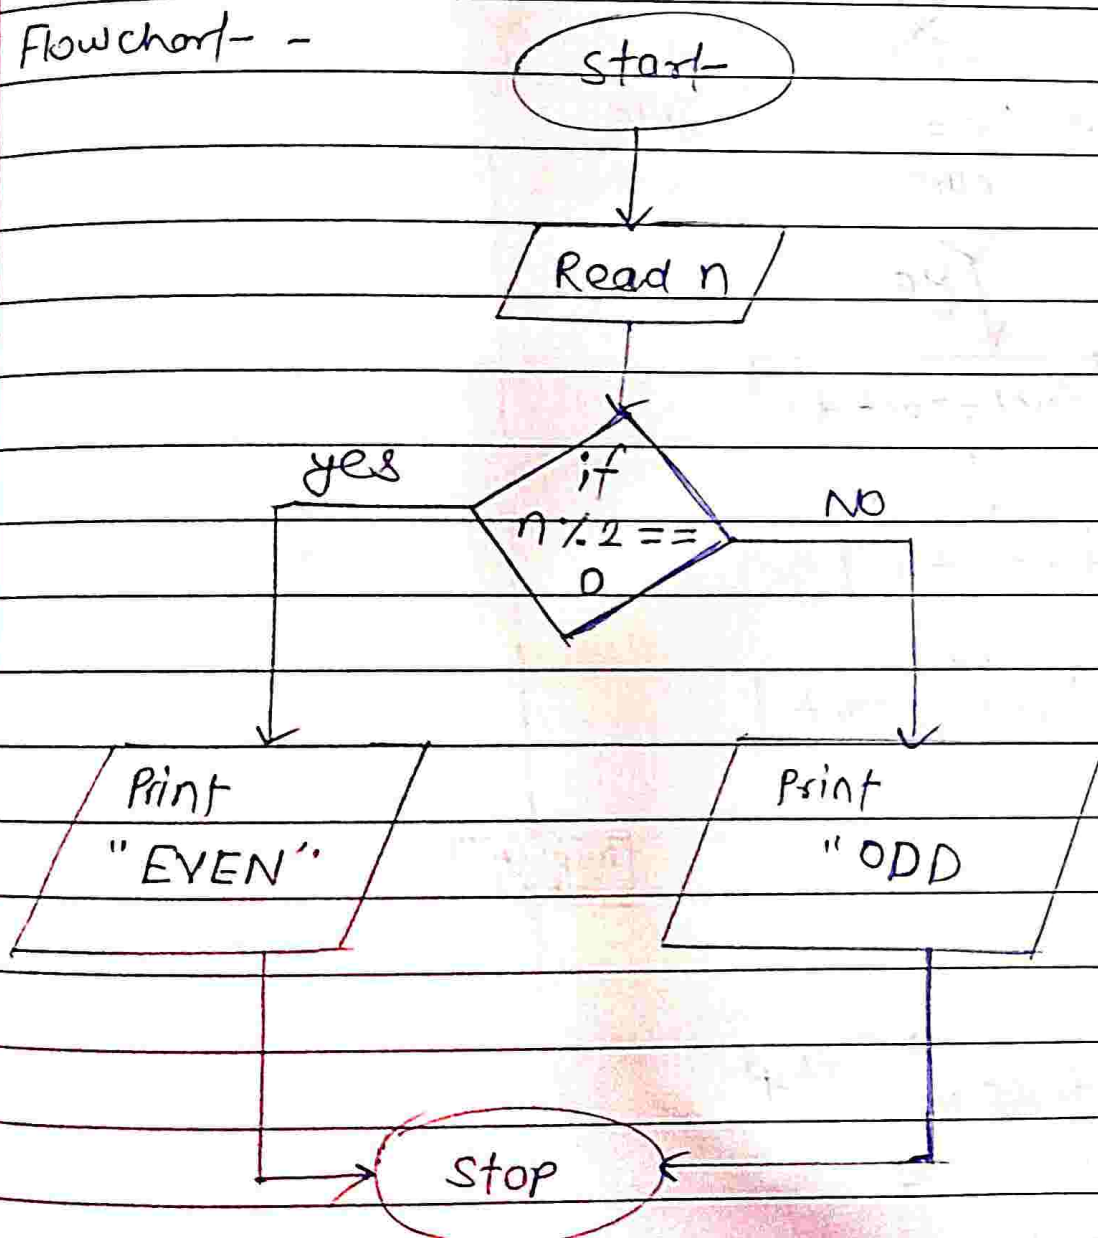 Flowchart- -
start
Read n
if
yes
n%2==
NO
0
Print
"EVEN"
Print
"ODD
Stop